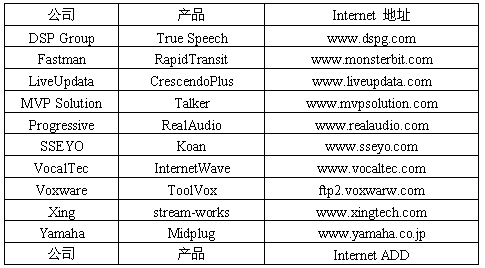 公司 产品 Internet 地址
DSP Group True Speech www.dspg.com
Fastman RapidTransit www.monsterbit.com
LiveUpdata CrescendoPlus www.liveupdata.com
MVP Solution Talker www.mvpsolution.com
Progressive RealAudio www.realaudio.com
SSEYO Koan www.sseyo.com
VocalTec InternetWave www.vocaltec.com
Voxware ToolVox ftp2.voxwarw.com
Xing stream-works www.xingtech.com
Yamaha Midplug www.yamaha.co.jp
公司 产品 Internet ADD